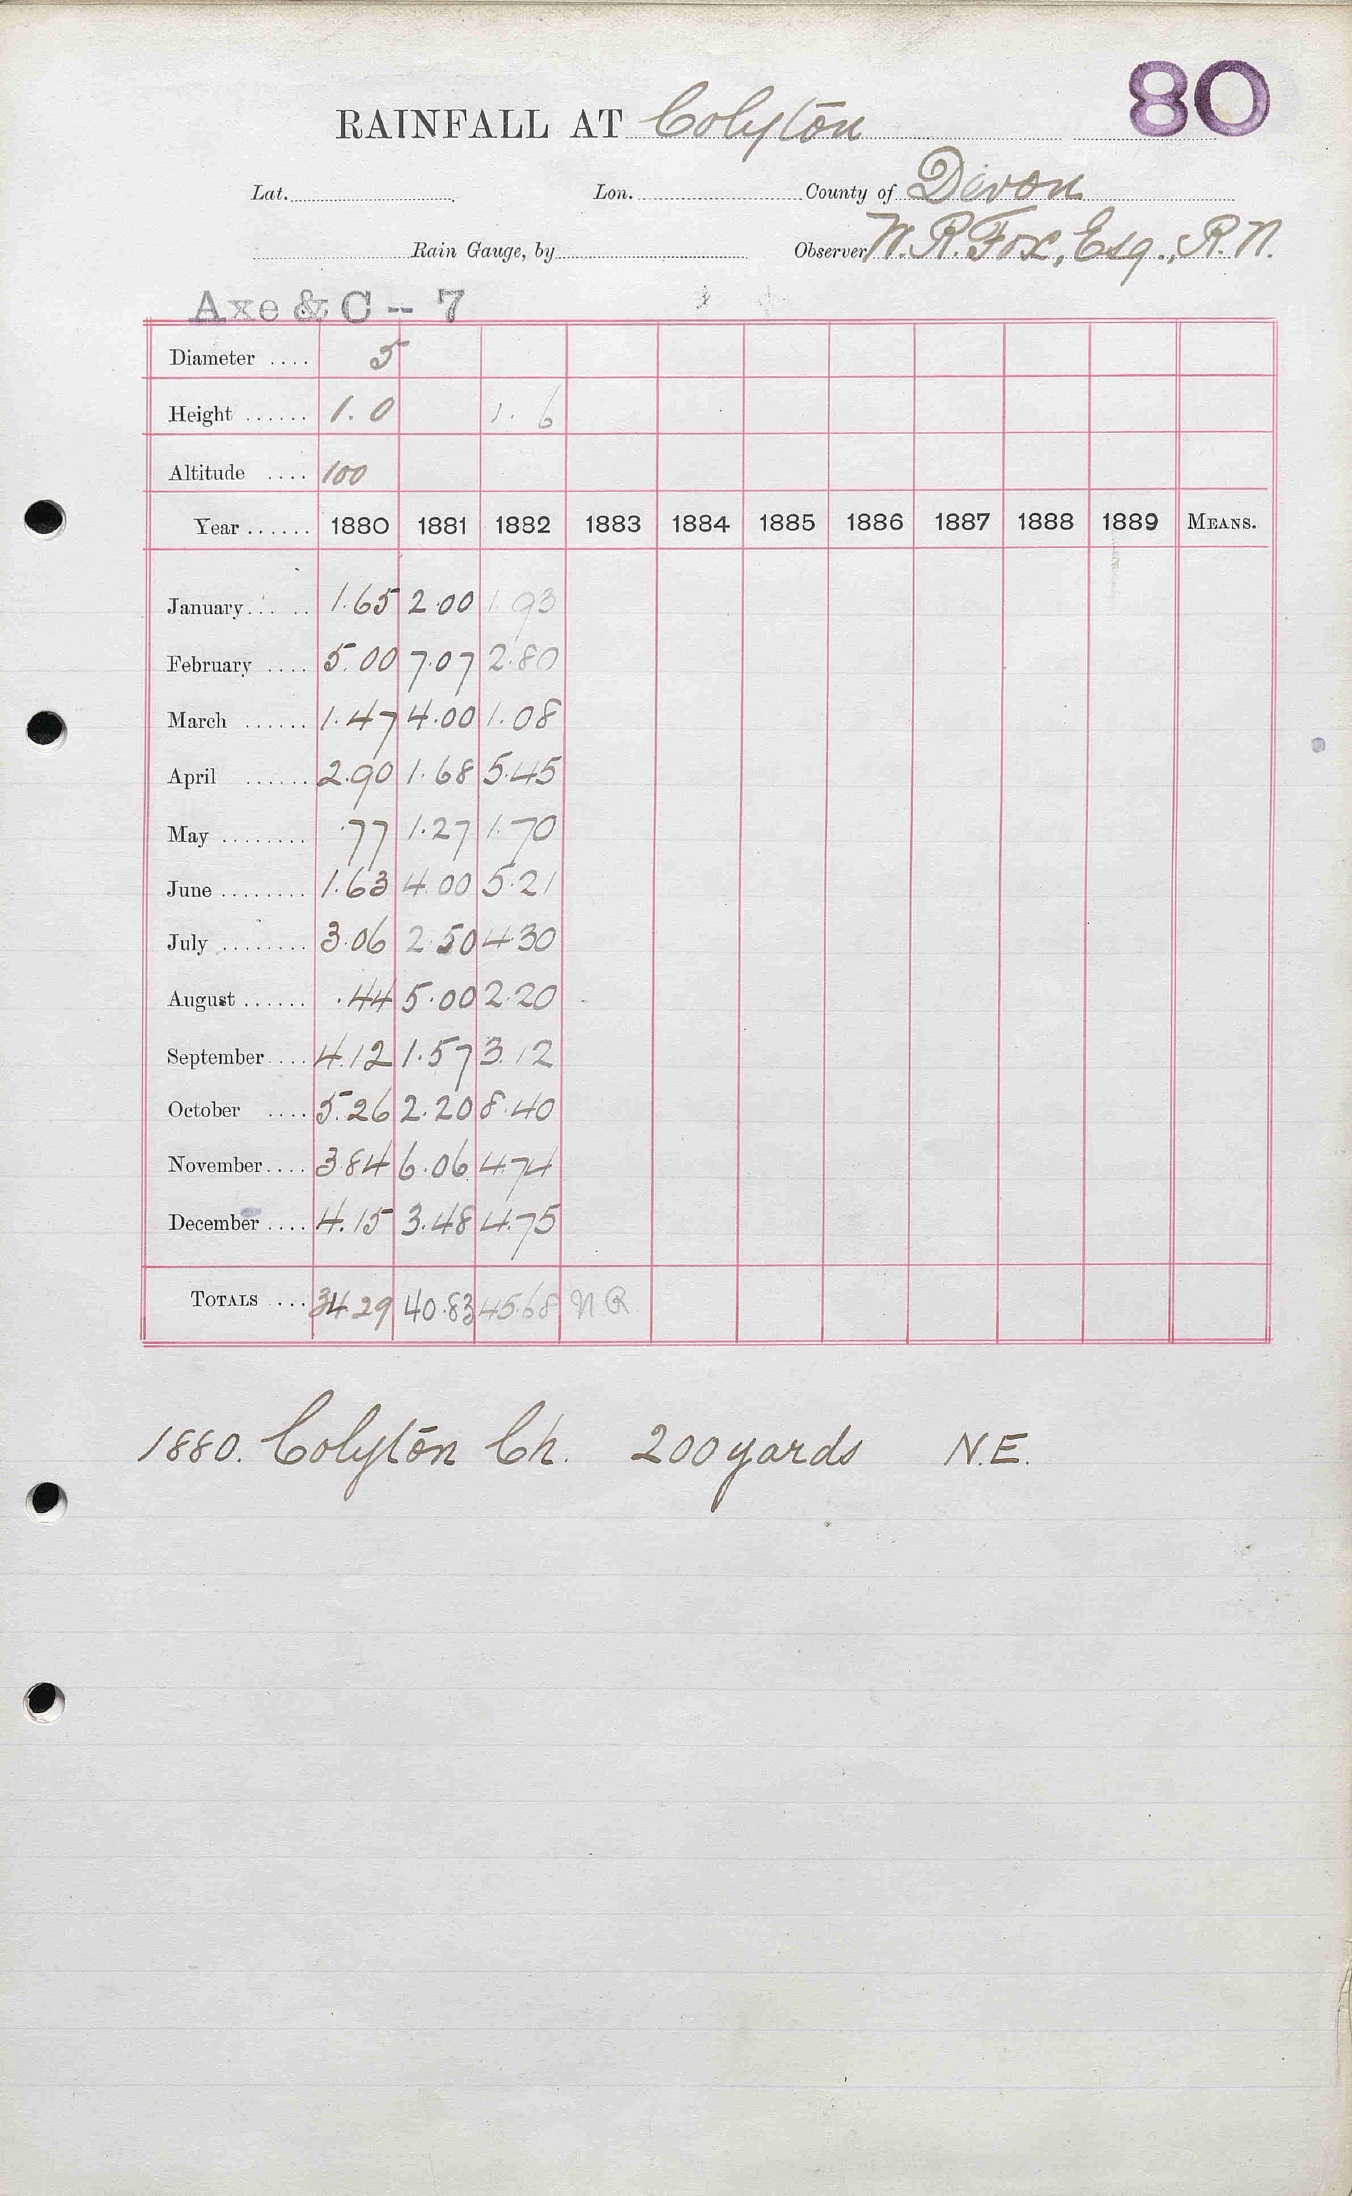 80
RAINFALL AT Colyton
Lat. Lon. County of Devon
Rain Gauge, by Observer W. R. Fox, Esq., R. N.
Axe & C - 7
Diameter .... 5
Height ...... 1. 0 1. 6
Altitude .... 100
Year ...... 1880 1881 1882 1883 1884 1885 1886 1887 1888 1889 MEANS.
January ..... 1.65 2.00 1.93
February .... 5.00 7.07 2.80
March ...... 1.47 4.00 1.08
April ...... 2.90 1.68 5.45
May ........ .77 1.27 1.70
June ........ 1.63 4.00 5.21
July ........ 3.06 2.50 4.30
August ...... .44 5.00 2.20
September .... 4.12 1.57 3.12
October .... 5.26 2.20 8.40
November .... 3.84 6.06 4.74
December .... 4.15 3.48 4.75
TOTALS .... 34.29 40.83 45.68 N R
1880. Colyton Ch. 200 yards N.E.